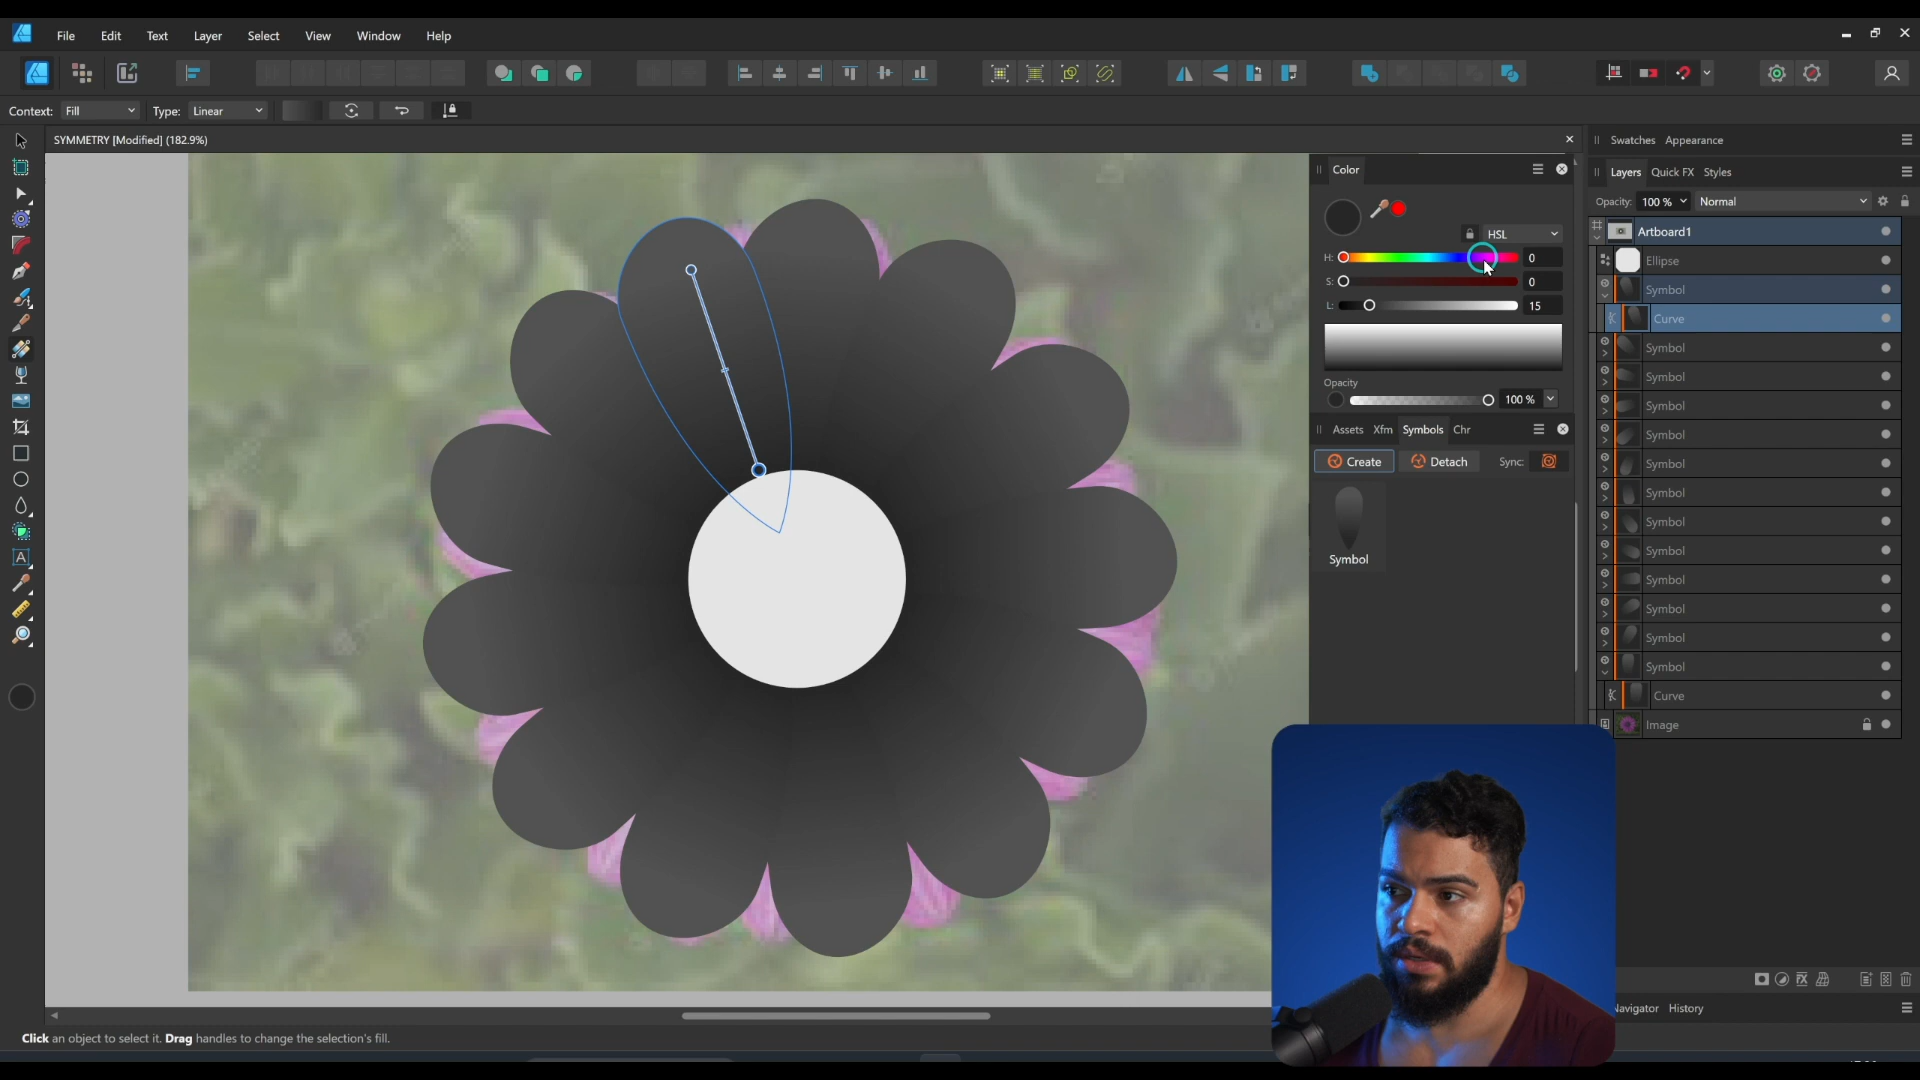 File Edit Text Layer Select View Window Help
Context: Fill Type: Linear
SYMMETRY [Modified] (182.9%)
Swatches Appearance
Color
Layers Quick FX Styles
Opacity: 100 % Normal
HSL
H: 0
S: 0
L: 15
Opacity
100 %
Assets Xfm Symbols Chr
Create Detach Sync:
Symbol
Artboard1
Ellipse
Symbol
Curve
Symbol
Symbol
Symbol
Symbol
Symbol
Symbol
Symbol
Symbol
Symbol
Symbol
Symbol
Symbol
Curve
Image
Navigator History
Click an object to select it. Drag handles to change the selection's fill.